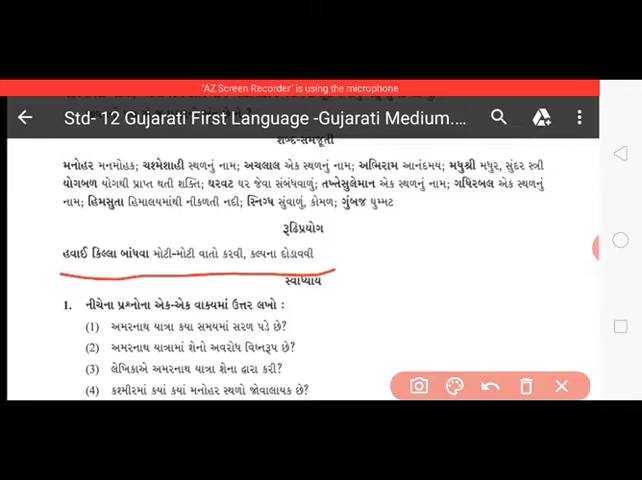 "AZ Screen Recorder" is using the microphone
Std- 12 Gujarati First Language -Gujarati Medium....
શબ્દ-સમજૂતી
મનોહર મનમોહક; ચશ્મેશાહી સ્થળનું નામ; અચલાલ એક સ્થળનું નામ; અભિરામ આનંદમય; મધુશ્રી મધુર, સુંદર સ્ત્રી
યોગબળ યોગથી પ્રાપ્ત થતી શક્તિ; ઘરવટ ઘર જેવા સંબંધવાળું; તખ્તેસુલેમાન એક સ્થળનું નામ; ગધિરબલ એક સ્થળનું
નામ; હિમસુતા હિમાલયમાંથી નીકળતી નદી; સ્નિગ્ધ સુંવાળું, કોમળ; ગુંબજ ઘુમ્મટ
રૂઢિપ્રયોગ
હવાઈ કિલ્લા બાંધવા મોટી-મોટી વાતો કરવી, કલ્પના દોડાવવી
સ્વાધ્યાય
1. નીચેના પ્રશ્નોના એક-એક વાક્યમાં ઉત્તર લખો :
(1) અમરનાથ યાત્રા કયા સમયમાં સરળ પડે છે?
(2) અમરનાથ યાત્રામાં શેનો અવરોધ વિઘ્નરૂપ છે?
(3) લેખિકાએ અમરનાથ યાત્રા શેના દ્વારા કરી?
(4) કાશ્મીરમાં ક્યાં ક્યાં મનોહર સ્થળો જોવાલાયક છે?